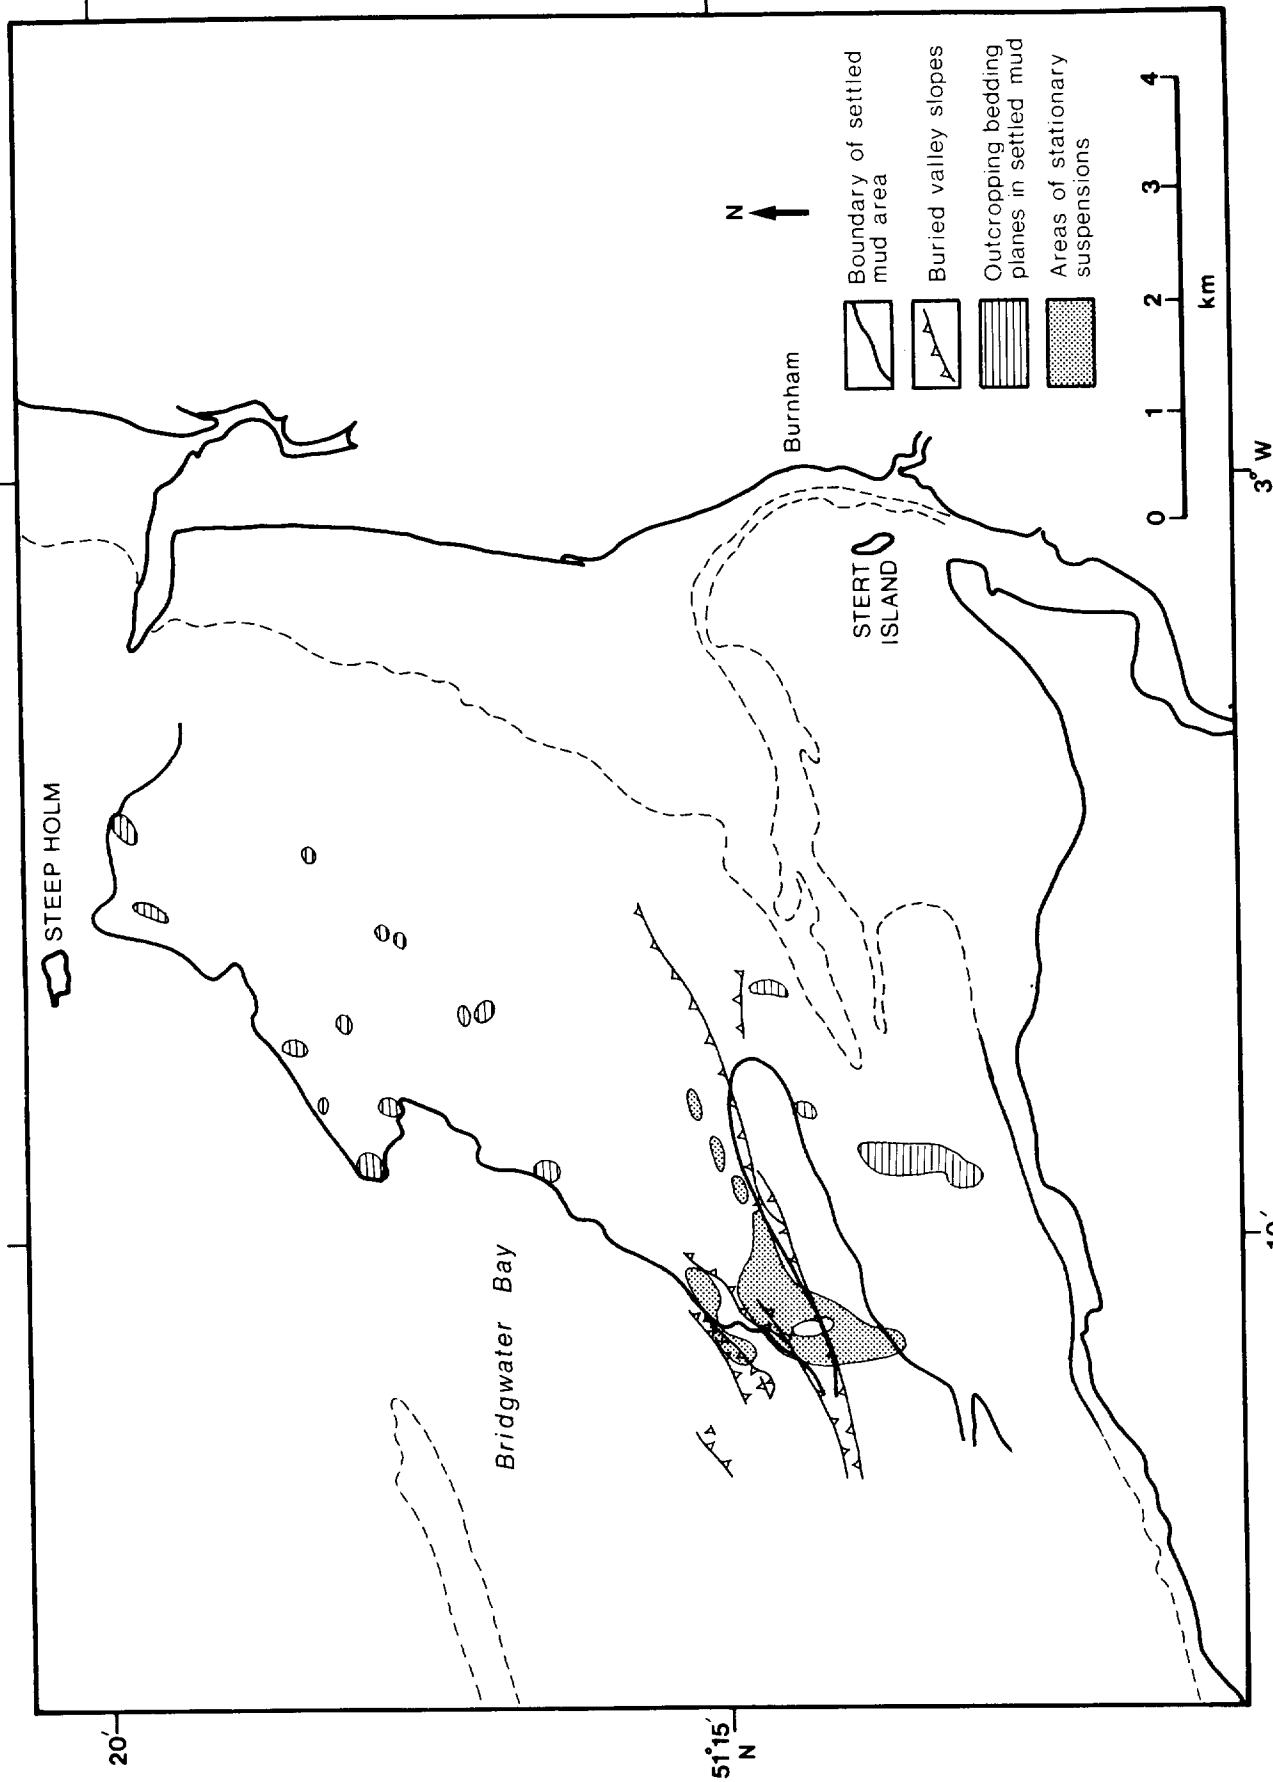 STEEP HOLM
20′
Bridgwater Bay
51°15′
N
N
Burnham
STERT
ISLAND
Boundary of settled
mud area
Buried valley slopes
Outcropping bedding
planes in settled mud
Areas of stationary
suspensions
0 1 2 3 4
km
10′
3° W